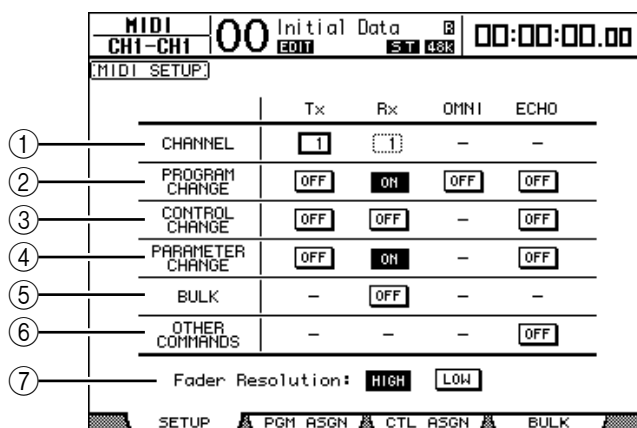 MIDI
CH1-CH1
00
Initial Data
EDIT
R
ST
48K
00:00:00.00
MIDI SETUP
Tx Rx OMNI ECHO
① CHANNEL 1 1 – –
② PROGRAM CHANGE OFF ON OFF OFF
③ CONTROL CHANGE OFF OFF – OFF
④ PARAMETER CHANGE OFF ON – OFF
⑤ BULK – OFF – –
⑥ OTHER COMMANDS – – – OFF
⑦ Fader Resolution: HIGH LOW
SETUP PGM ASGN CTL ASGN BULK